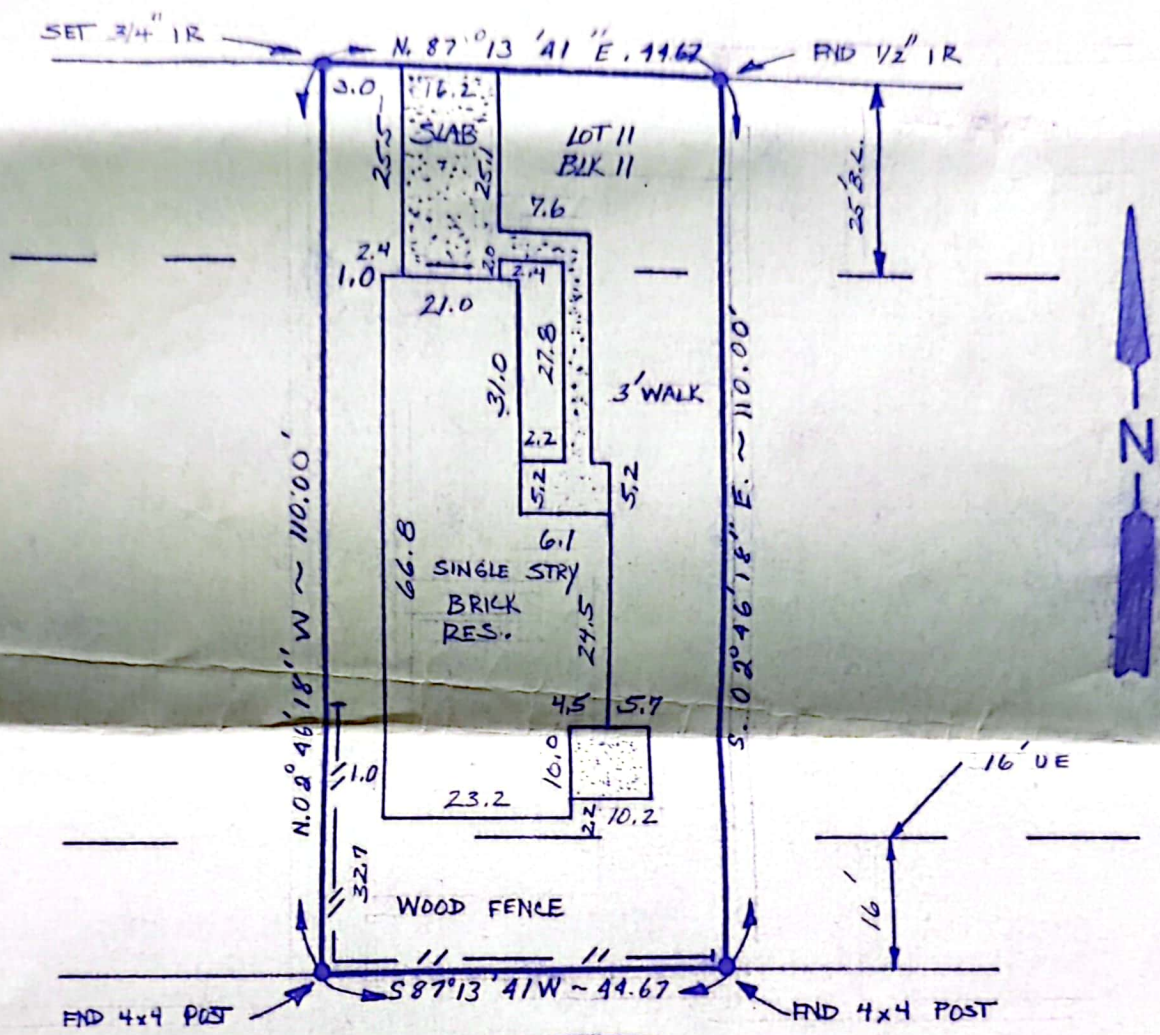 SET 3/4" IR
N. 87°13'41"E. 44.67
FND 1/2" IR
3.0
16.2
SLAB
25.5
25.1
LOT 11
BLK 11
25' B.L.
7.6
2.4
1.0
2.0
2.4
21.0
31.0
27.8
3' WALK
2.2
5.2
5.2
6.1
N.02°46'18" W ~ 110.00'
S. 02°46'18" E. ~ 110.00'
N
66.8
SINGLE STRY
BRICK
RES.
24.5
4.5
5.7
10.0
1.0
23.2
2.2
10.2
16' UE
32.7
16'
WOOD FENCE
S 87°13'41 W ~ 44.67
FND 4x4 POST
FND 4x4 POST